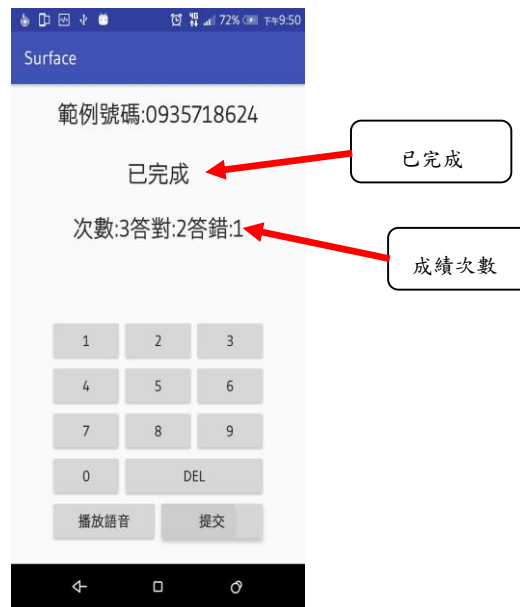 72% 下午9:50
Surface
範例號碼:0935718624
已完成
已完成
次數:3答對:2答錯:1
成績次數
1 2 3
4 5 6
7 8 9
0 DEL
播放語音 提交